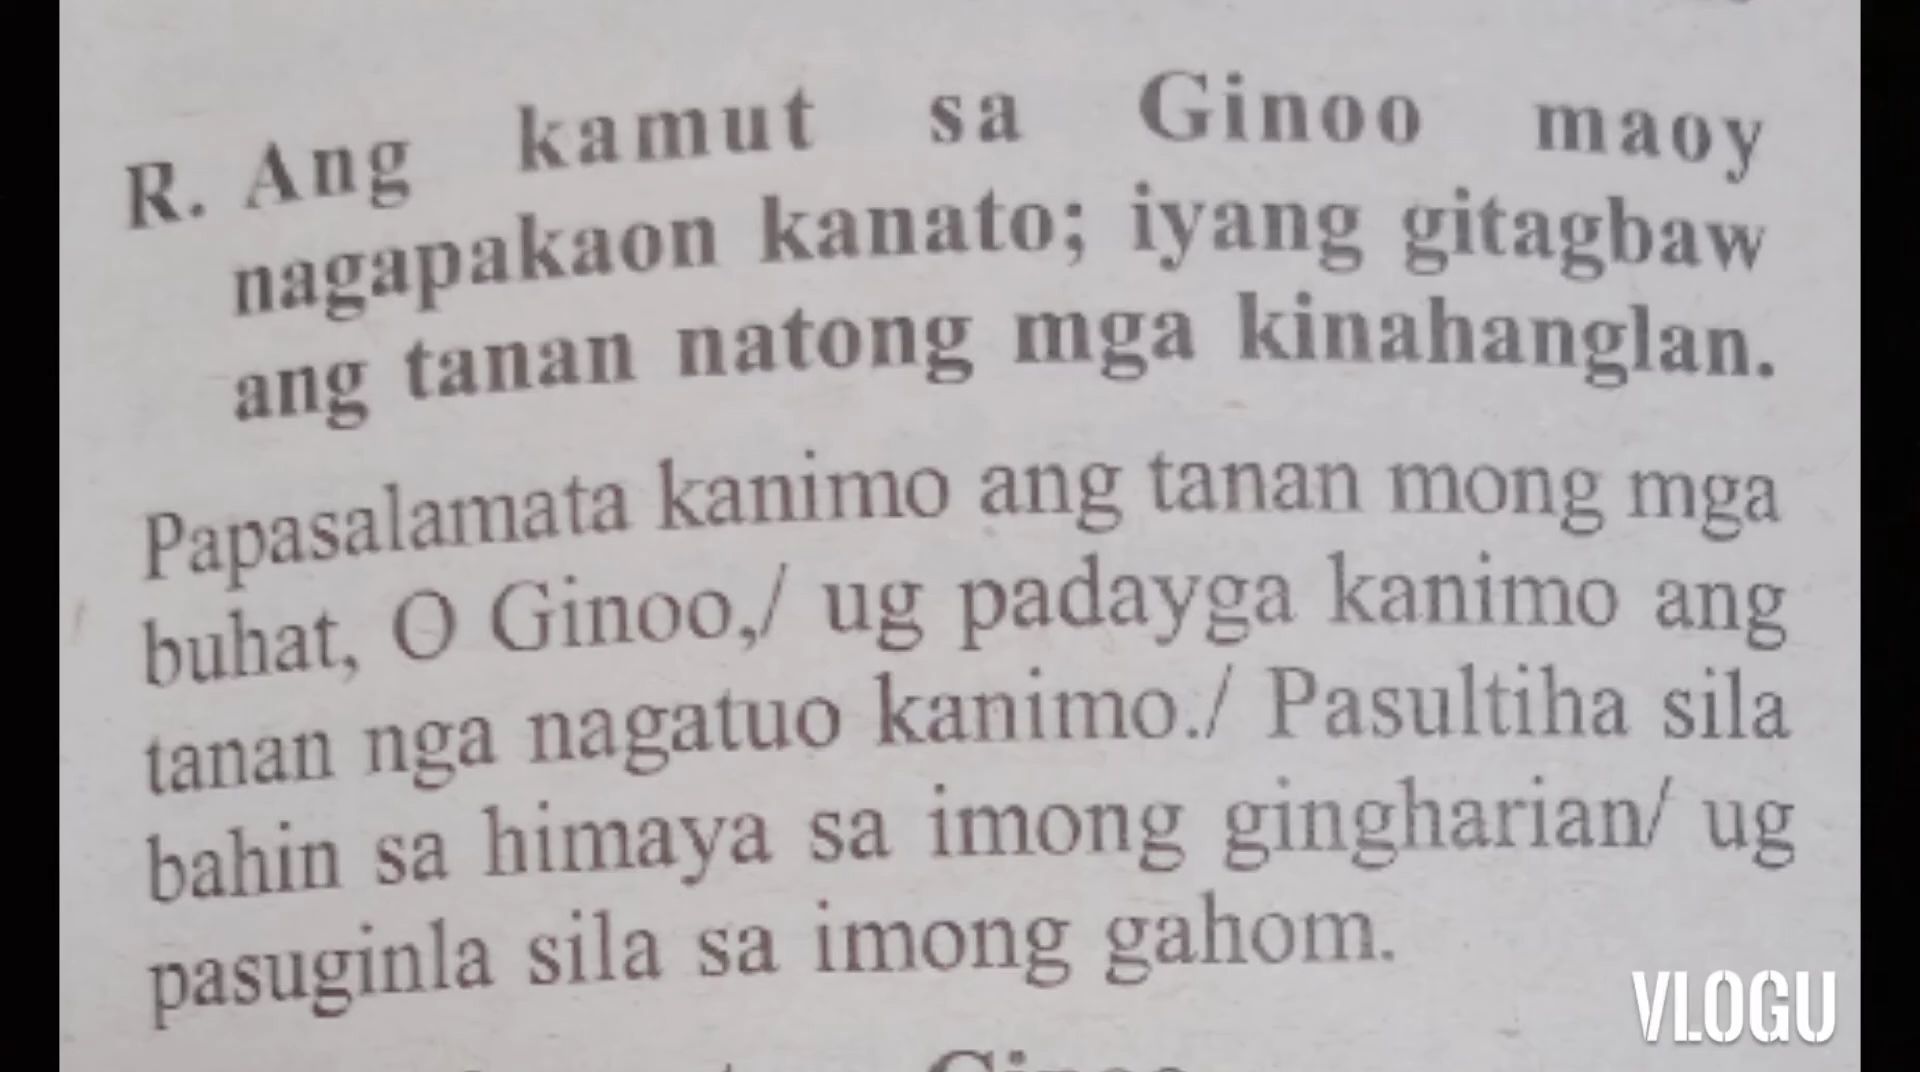 R. Ang kamut sa Ginoo maoy
nagapakaon kanato; iyang gitagbaw
ang tanan natong mga kinahanglan.
Papasalamata kanimo ang tanan mong mga
buhat, O Ginoo,/ ug padayga kanimo ang
tanan nga nagatuo kanimo./ Pasultiha sila
bahin sa himaya sa imong gingharian/ ug
pasuginla sila sa imong gahom.
VLOGU